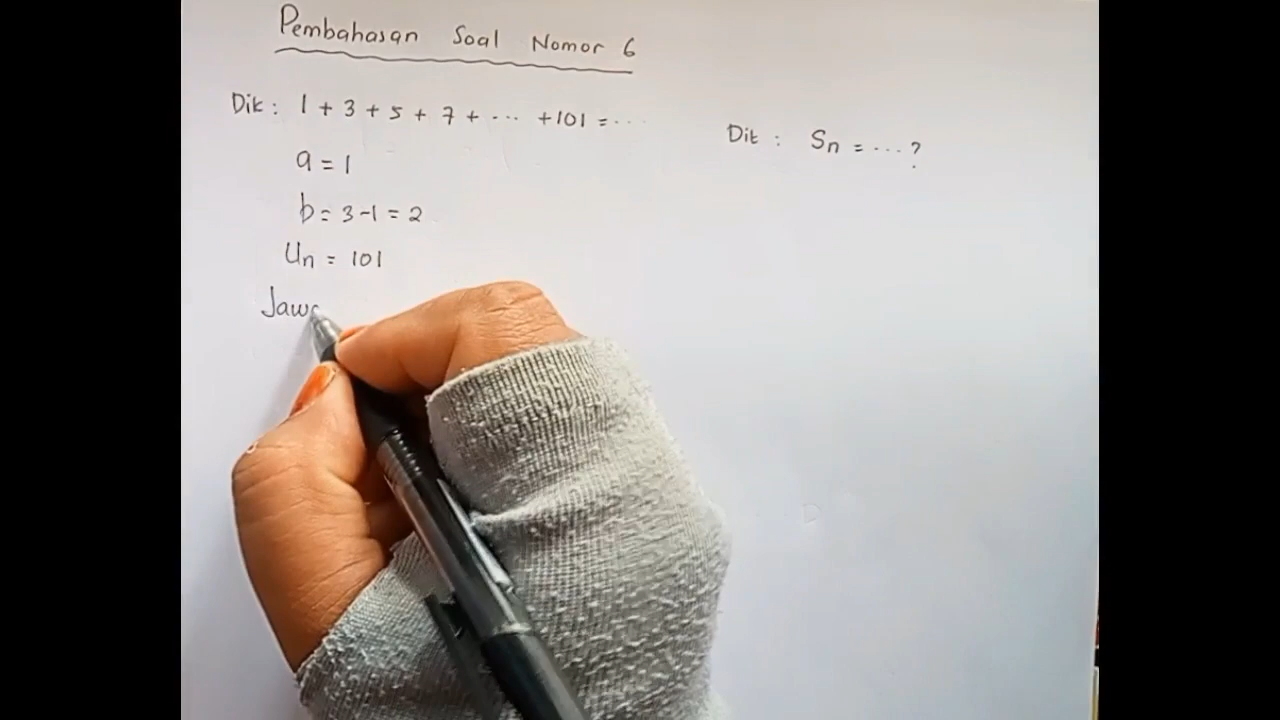 Pembahasan Soal Nomor 6
Dik : 1 + 3 + 5 + 7 + ... + 101 = ...
a = 1
b = 3 - 1 = 2
Un = 101
Dit : Sn = ... ?